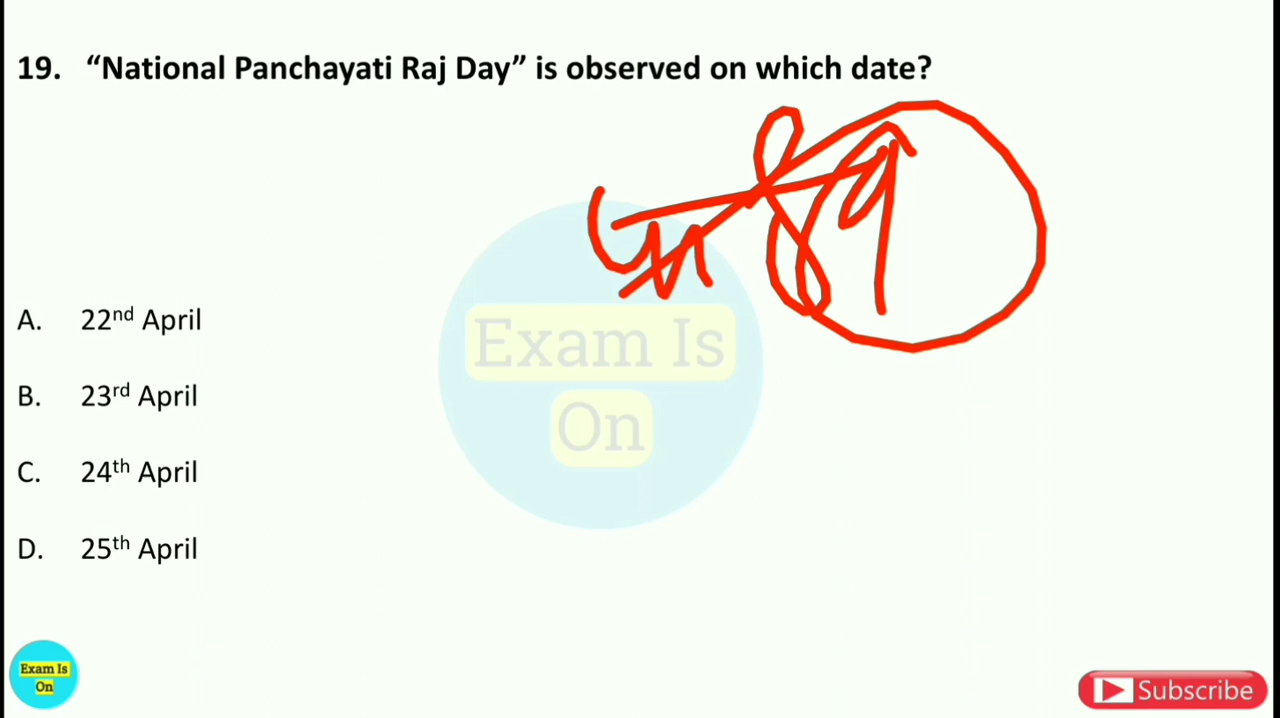 19. “National Panchayati Raj Day” is observed on which date?
Exam Is
On
A. 22nd April
B. 23rd April
C. 24th April
D. 25th April
Exam Is
On
Subscribe